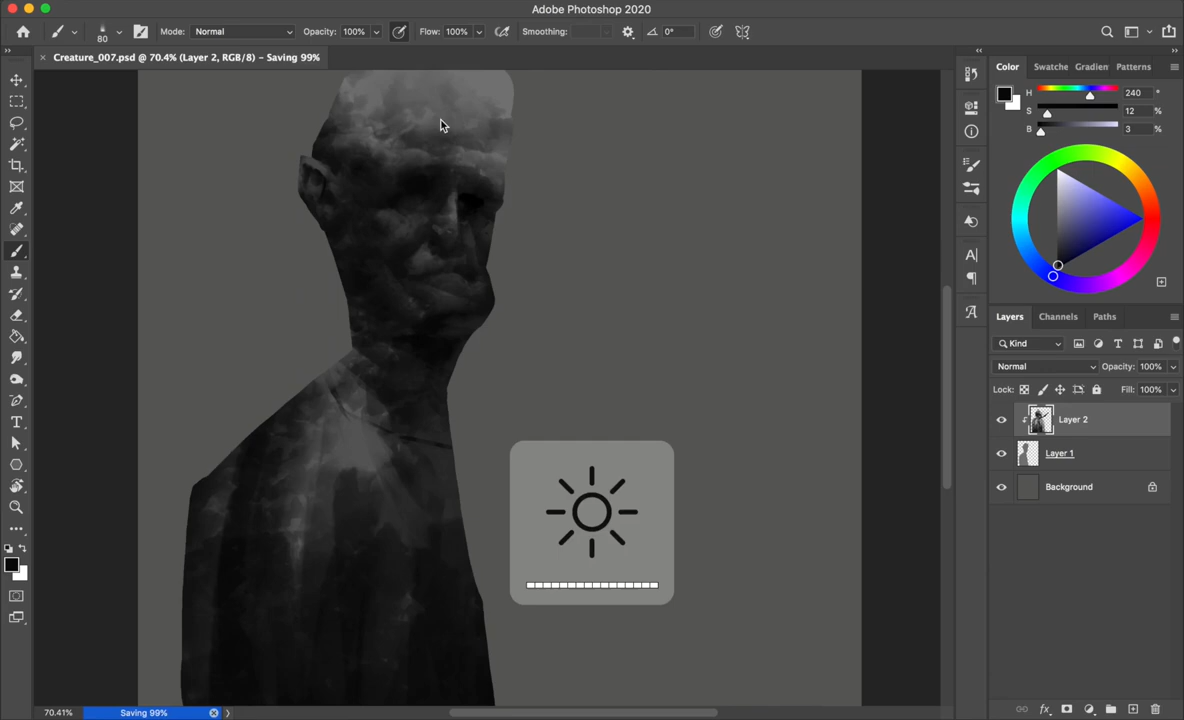 Adobe Photoshop 2020
80 Mode: Normal Opacity: 100% Flow: 100% Smoothing: 0°
× Creature_007.psd @ 70.4% (Layer 2, RGB/8) – Saving 99%
Color Swatche Gradien Patterns
H 240 °
S 12 %
B 3 %
Layers Channels Paths
Kind
Normal Opacity: 100%
Lock: Fill: 100%
Layer 2
Layer 1
Background
70.41% Saving 99%